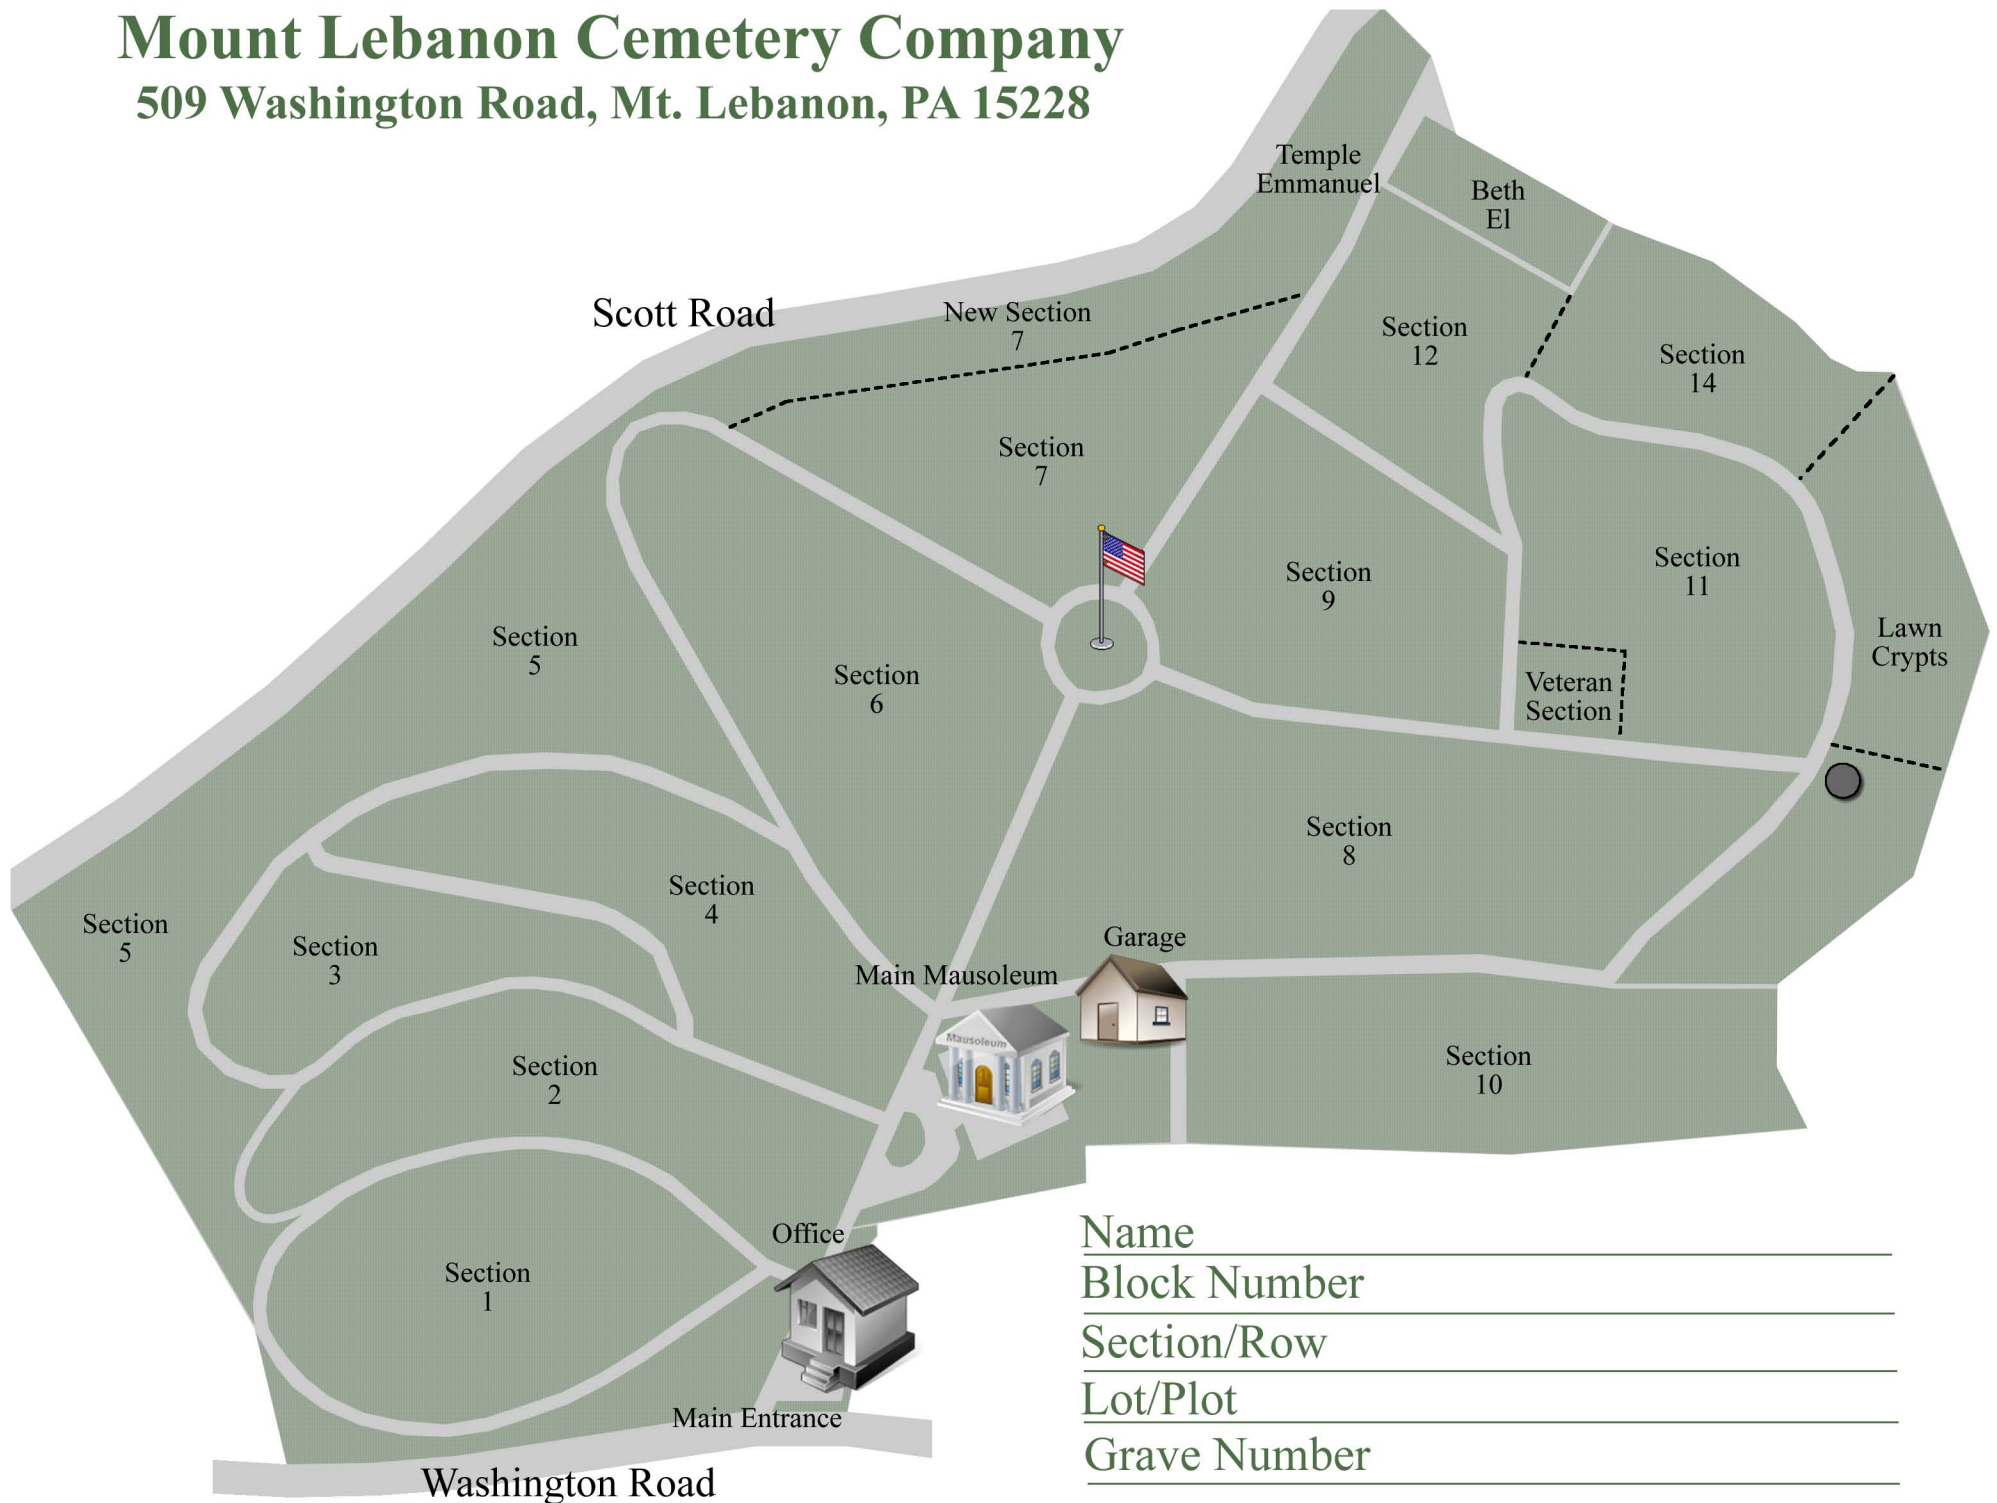 Mount Lebanon Cemetery Company
509 Washington Road, Mt. Lebanon, PA 15228
Temple
Emmanuel
Beth
El
Scott Road
New Section
7
Section
12
Section
14
Section
7
Section
9
Section
11
Section
5
Section
6
Lawn
Crypts
Veteran
Section
Section
8
Section
4
Section
5
Section
3
Garage
Main Mausoleum
Mausoleum
Section
10
Section
2
Office
Section
1
Main Entrance
Washington Road
Name
Block Number
Section/Row
Lot/Plot
Grave Number